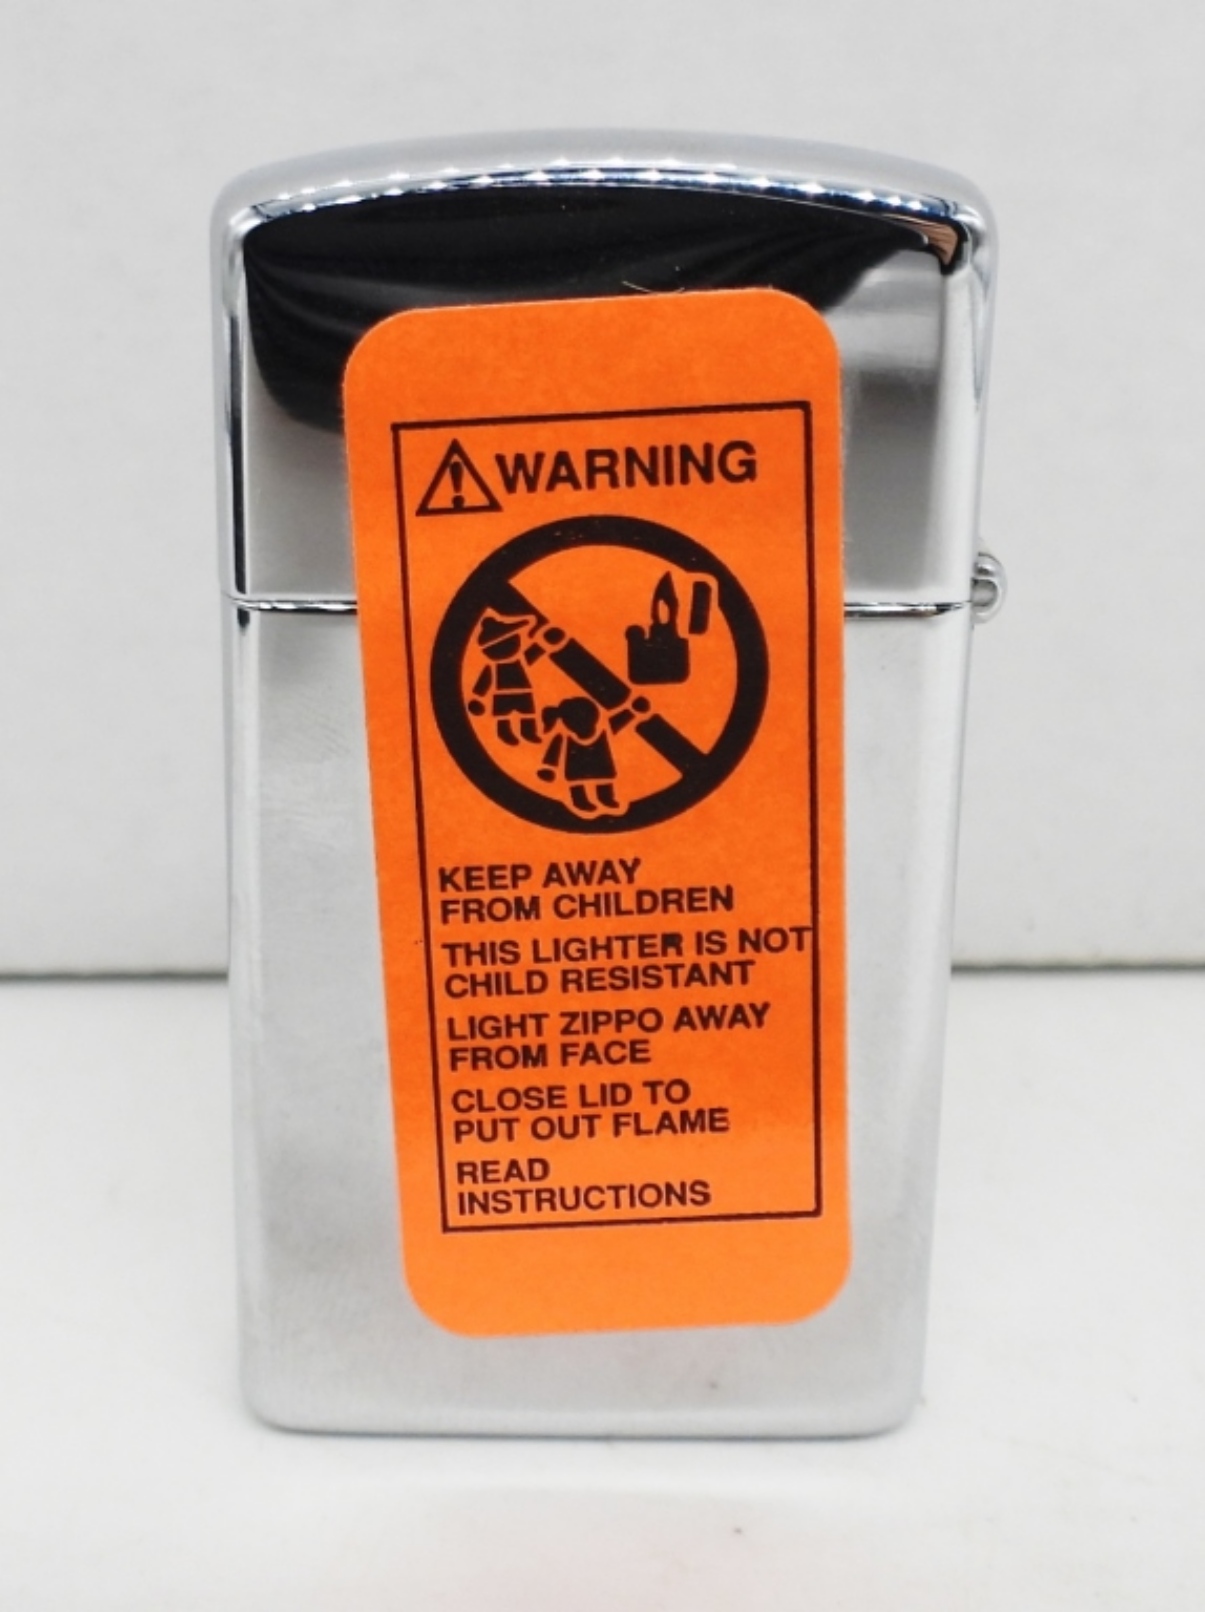 WARNING
KEEP AWAY
FROM CHILDREN
THIS LIGHTER IS NOT
CHILD RESISTANT
LIGHT ZIPPO AWAY
FROM FACE
CLOSE LID TO
PUT OUT FLAME
READ
INSTRUCTIONS